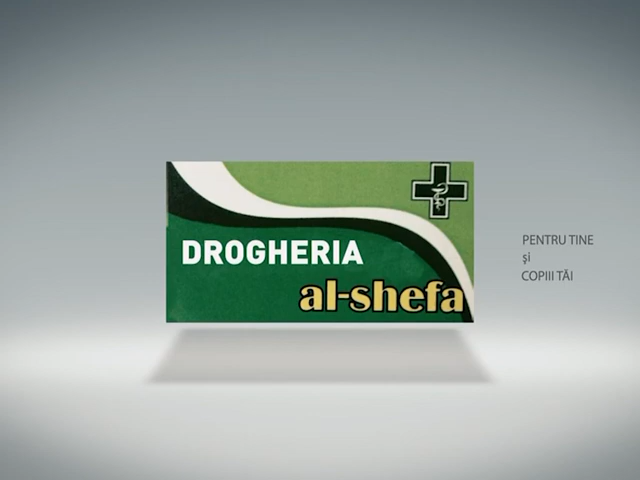 DROGHERIA
al-shefa
PENTRU TINE
și
COPIII TĂI